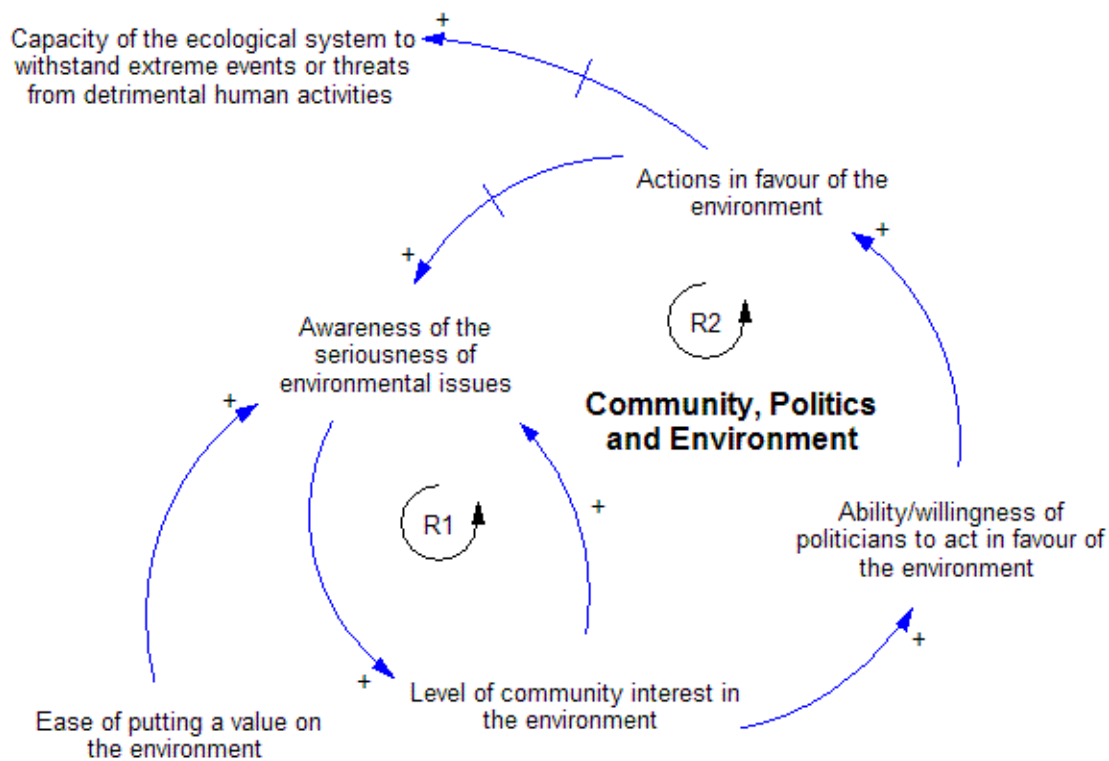 +
Capacity of the ecological system to
withstand extreme events or threats
from detrimental human activities
Actions in favour of the
environment
+
+
Awareness of the
seriousness of
environmental issues
R2
+
Community, Politics
and Environment
R1
+
Ability/willingness of
politicians to act in favour of
the environment
+
+
Level of community interest in
the environment
Ease of putting a value on
the environment